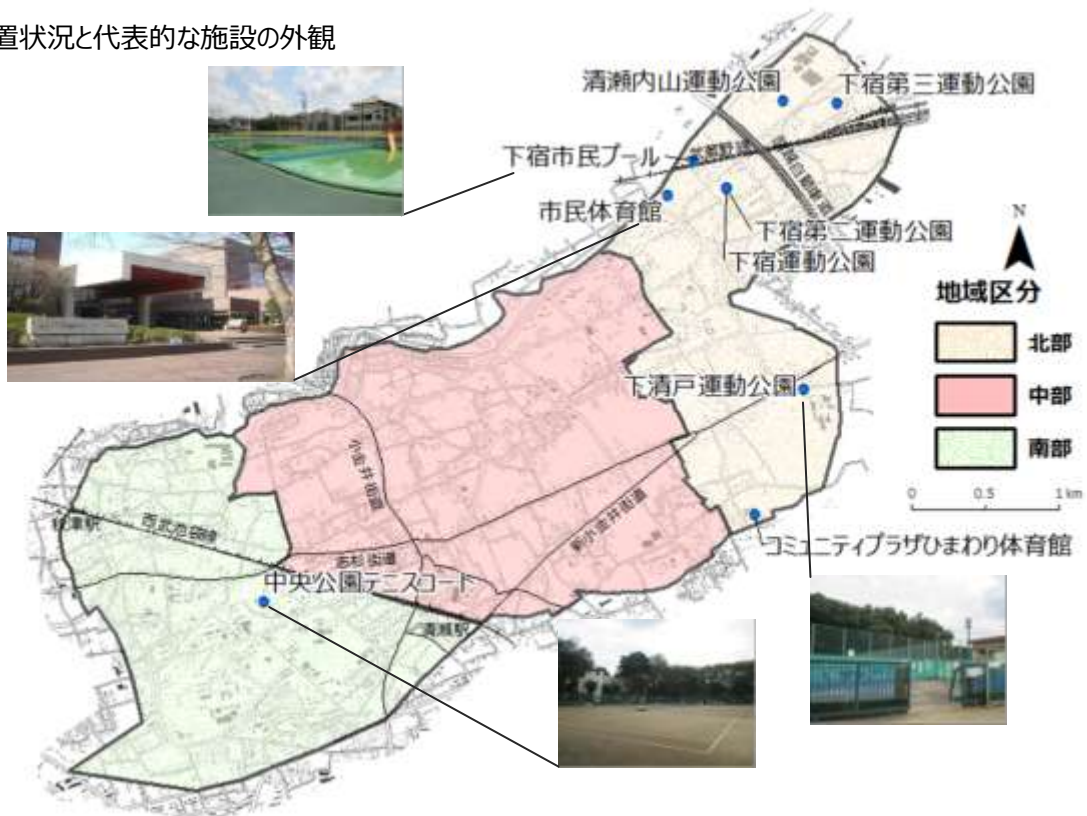 置状況と代表的な施設の外観
清瀬内山運動公園
下宿第三運動公園
下宿市民プール
市民体育館
下宿第二運動公園
下宿運動公園
N
地域区分
北部
中部
南部
下清戸運動公園
0 0.5 1 km
小金井街道
新小金井街道
志木街道
西武池袋線
秋津駅
コミュニティプラザひまわり体育館
中央公園テニスコート
清瀬駅